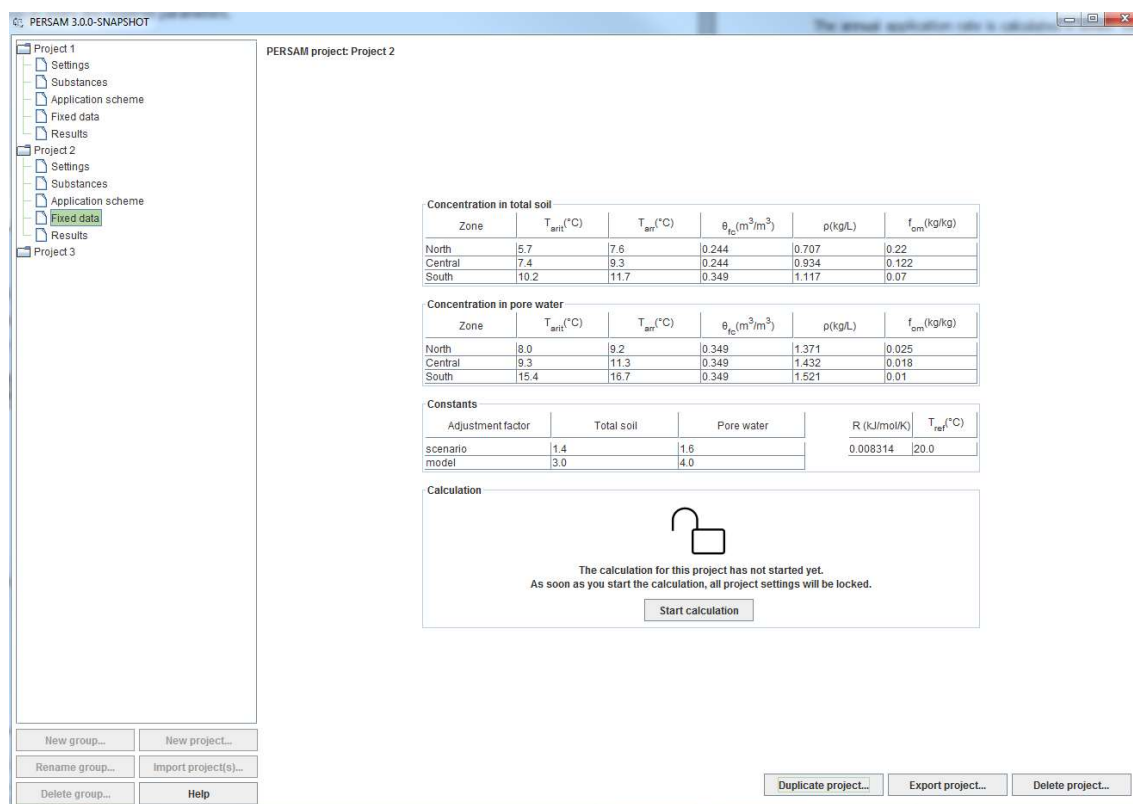 PERSAM 3.0.0-SNAPSHOT
The annual application rate is calculated
Project 1
Settings
Substances
Application scheme
Fixed data
Results
Project 2
Settings
Substances
Application scheme
Fixed data
Results
Project 3
New group... New project...
Rename group... Import project(s)...
Delete group... Help
PERSAM project: Project 2
Concentration in total soil
Zone T_arit(°C) T_arr(°C) θ_fc(m³/m³) ρ(kg/L) f_om(kg/kg)
North 5.7 7.6 0.244 0.707 0.22
Central 7.4 9.3 0.244 0.934 0.122
South 10.2 11.7 0.349 1.117 0.07
Concentration in pore water
Zone T_arit(°C) T_arr(°C) θ_fc(m³/m³) ρ(kg/L) f_om(kg/kg)
North 8.0 9.2 0.349 1.371 0.025
Central 9.3 11.3 0.349 1.432 0.018
South 15.4 16.7 0.349 1.521 0.01
Constants
Adjustment factor Total soil Pore water R (kJ/mol/K) T_ref(°C)
scenario 1.4 1.6 0.008314 20.0
model 3.0 4.0
Calculation
The calculation for this project has not started yet.
As soon as you start the calculation, all project settings will be locked.
Start calculation
Duplicate project... Export project... Delete project...